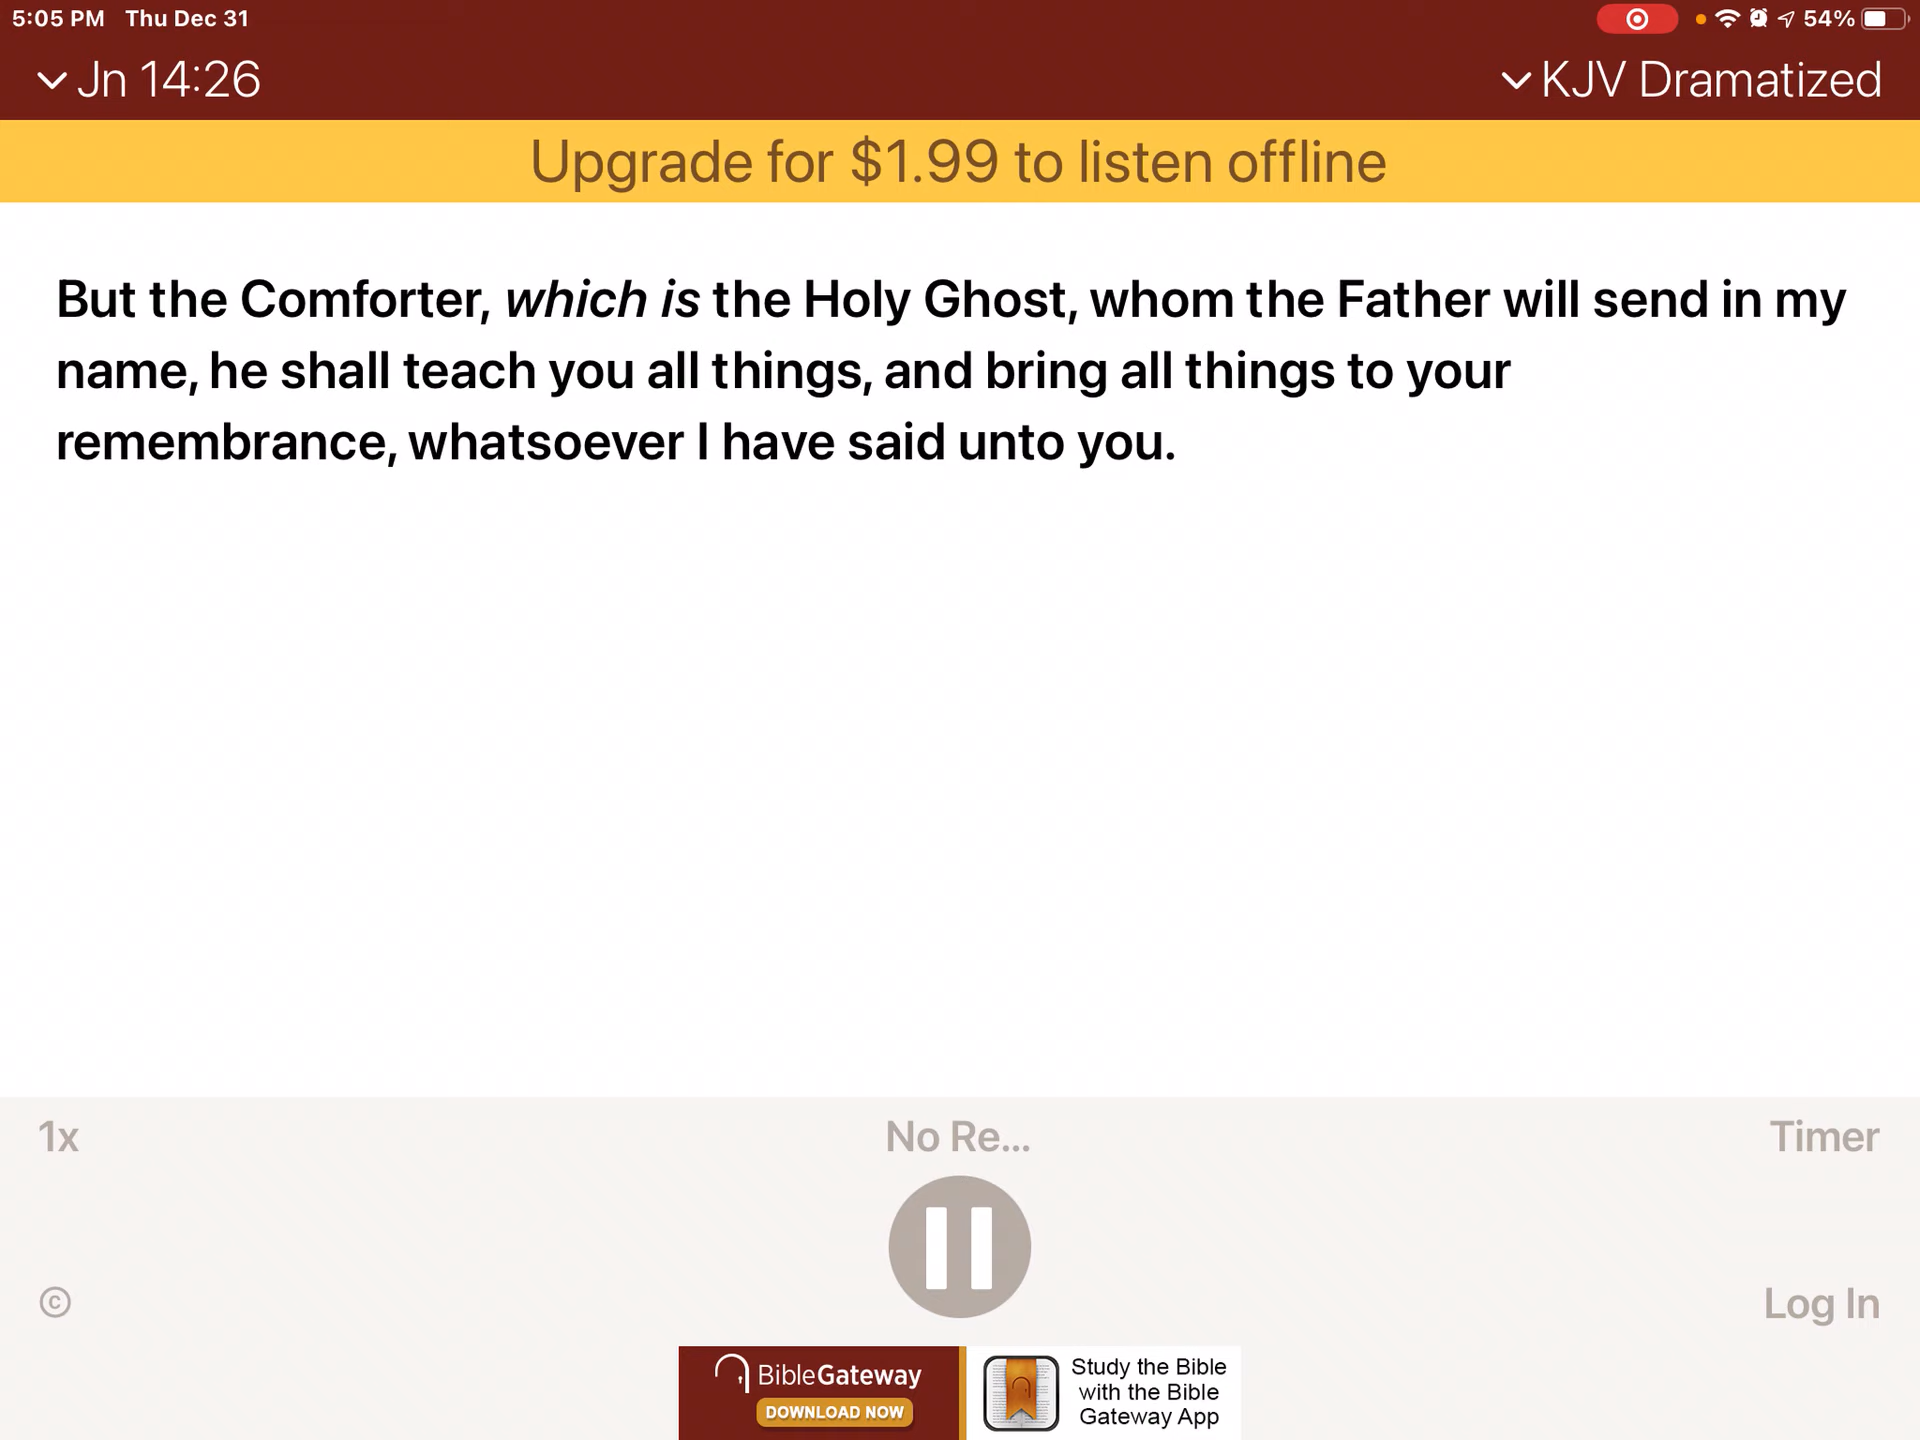 5:05 PM Thu Dec 31 54%
Jn 14:26 KJV Dramatized
Upgrade for $1.99 to listen offline
But the Comforter, which is the Holy Ghost, whom the Father will send in my
name, he shall teach you all things, and bring all things to your
remembrance, whatsoever I have said unto you.
1x No Re... Timer
© Log In
BibleGateway
DOWNLOAD NOW
Study the Bible
with the Bible
Gateway App